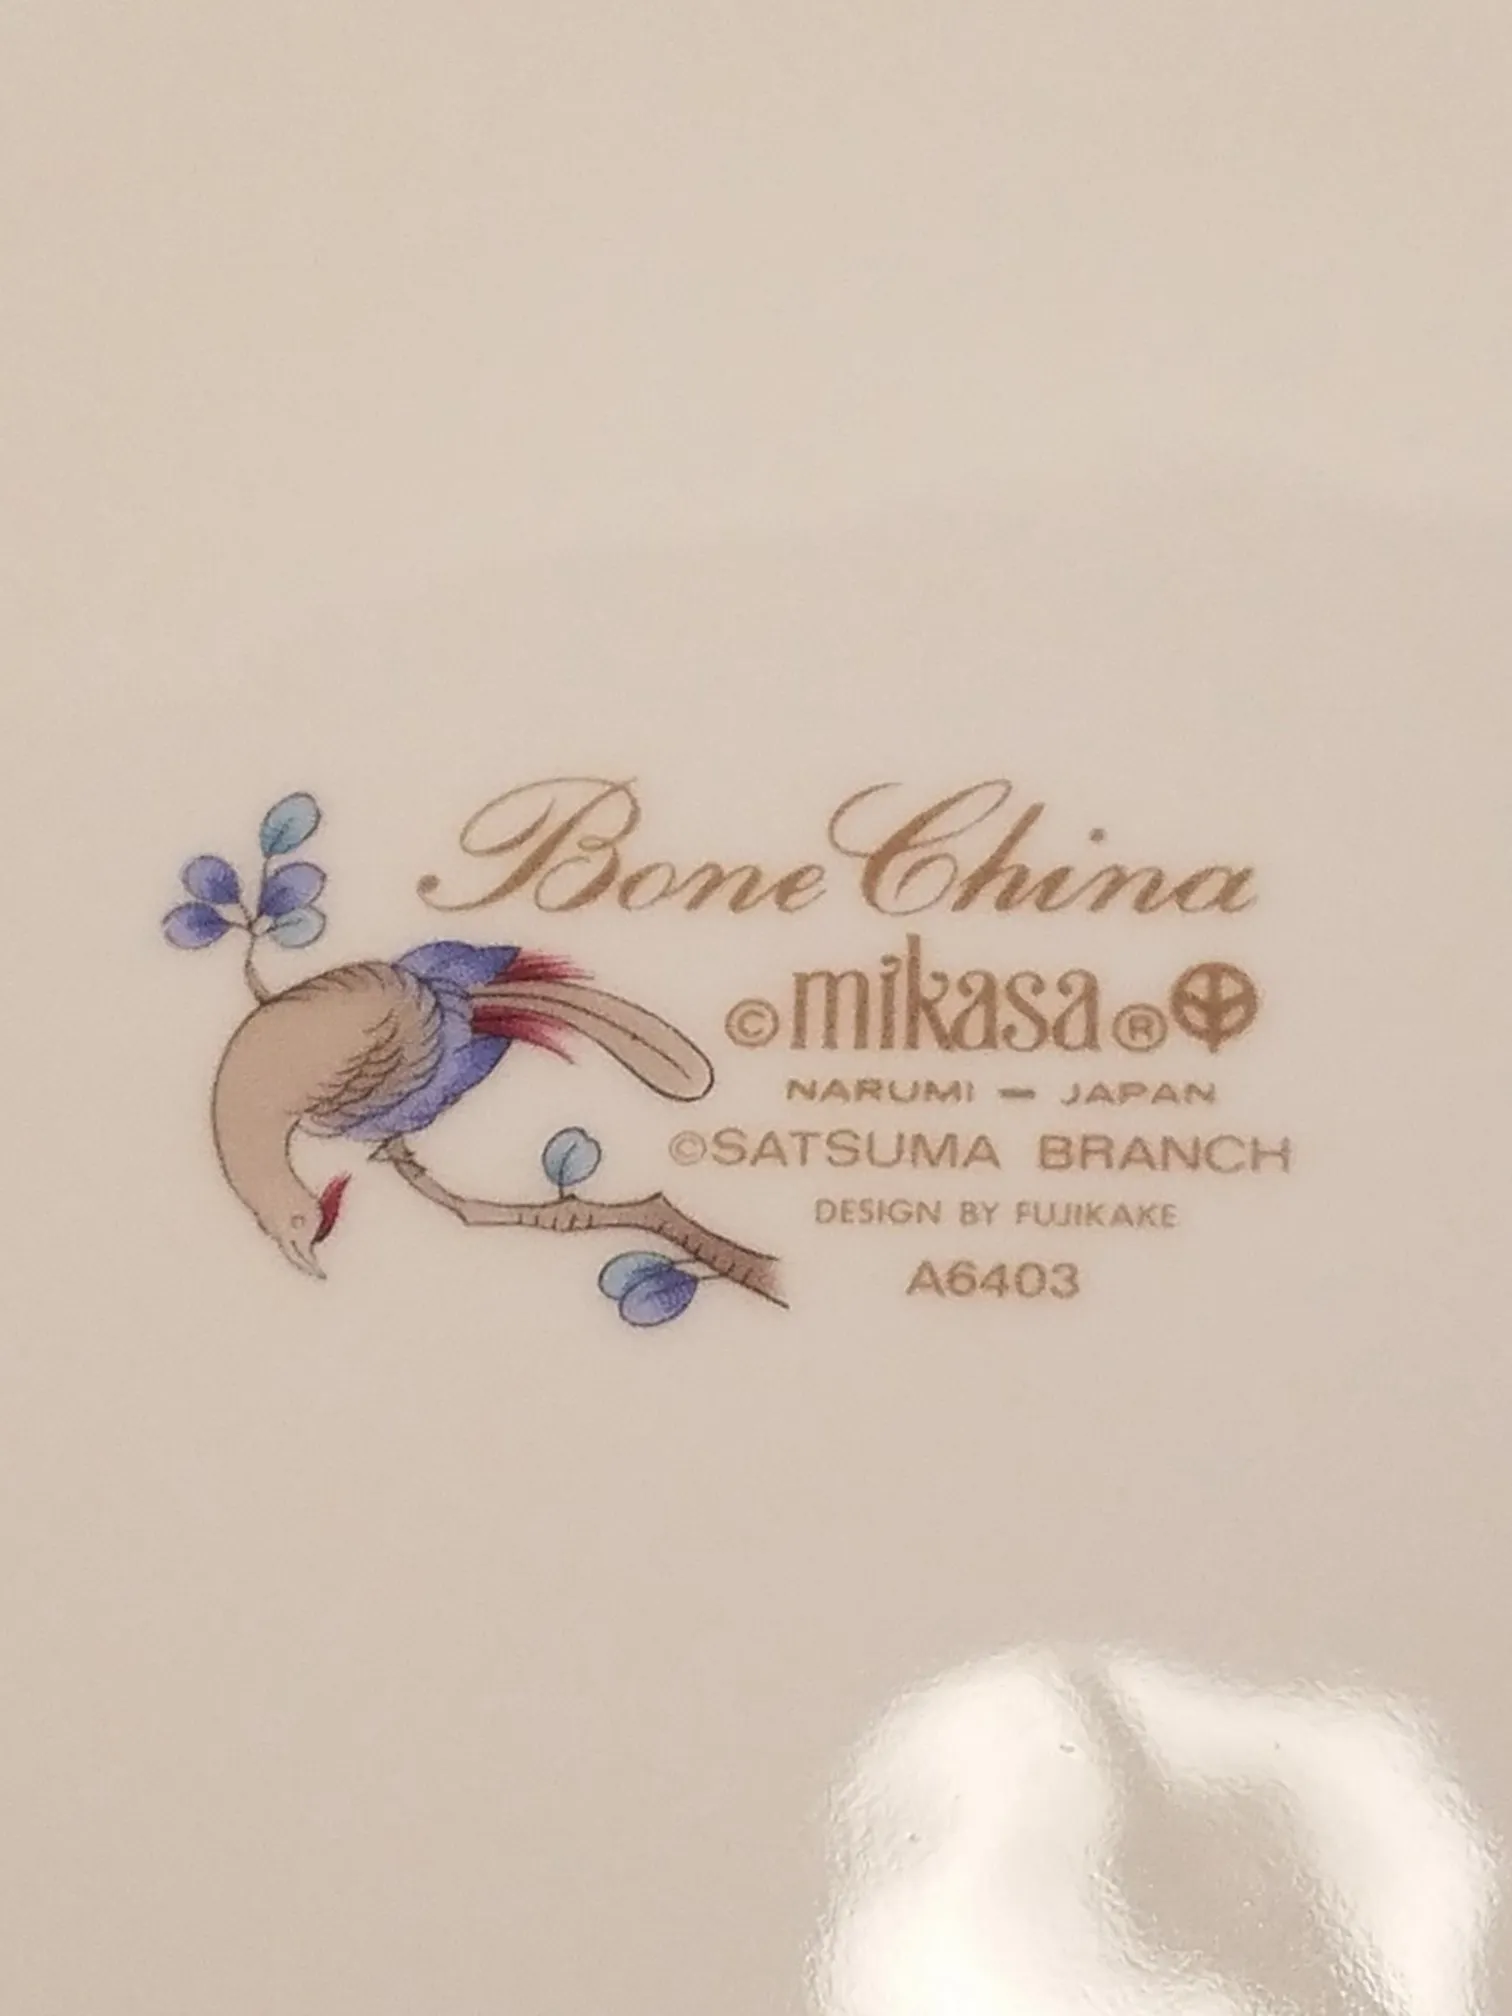 Bone China
©mikasa®
NARUMI – JAPAN
©SATSUMA BRANCH
DESIGN BY FUJIKAKE
A6403